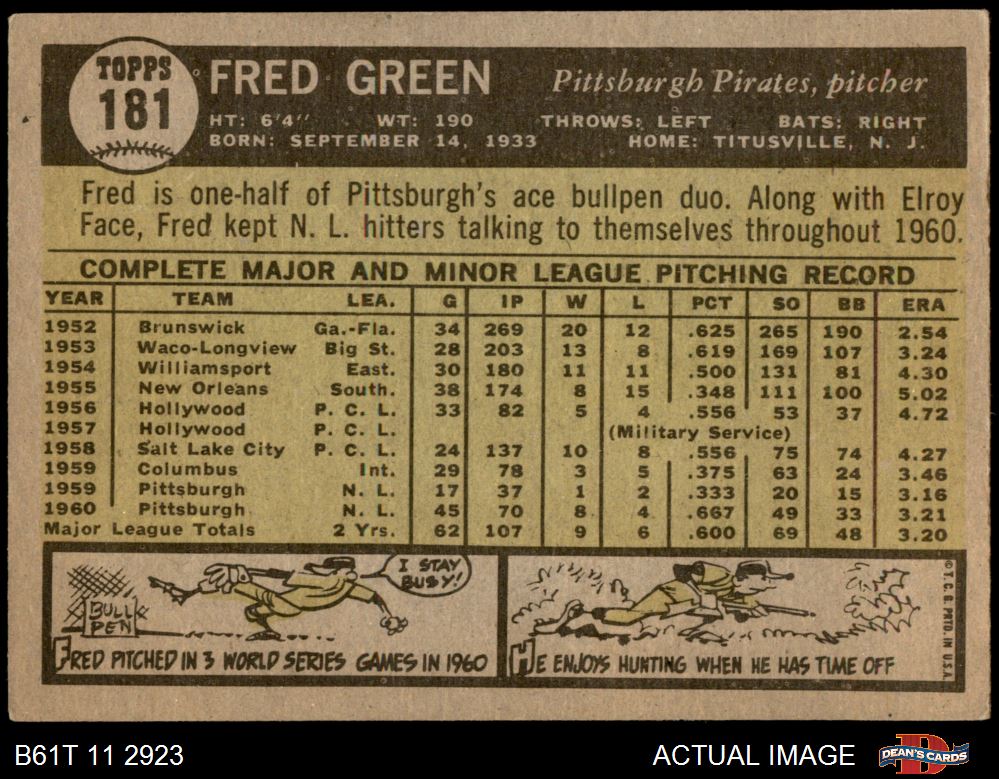 TOPPS
181
FRED GREEN
Pittsburgh Pirates, pitcher
HT: 6'4" WT: 190 THROWS: LEFT BATS: RIGHT
BORN: SEPTEMBER 14, 1933 HOME: TITUSVILLE, N. J.
Fred is one-half of Pittsburgh's ace bullpen duo. Along with Elroy
Face, Fred kept N. L. hitters talking to themselves throughout 1960.
COMPLETE MAJOR AND MINOR LEAGUE PITCHING RECORD
YEAR TEAM LEA. G IP W L PCT SO BB ERA
1952 Brunswick Ga.-Fla. 34 269 20 12 .625 265 190 2.54
1953 Waco-Longview Big St. 28 203 13 8 .619 169 107 3.24
1954 Williamsport East. 30 180 11 11 .500 131 81 4.30
1955 New Orleans South. 38 174 8 15 .348 111 100 5.02
1956 Hollywood P. C. L. 33 82 5 4 .556 53 37 4.72
1957 Hollywood P. C. L. (Military Service)
1958 Salt Lake City P. C. L. 24 137 10 8 .556 75 74 4.27
1959 Columbus Int. 29 78 3 5 .375 63 24 3.46
1959 Pittsburgh N. L. 17 37 1 2 .333 20 15 3.16
1960 Pittsburgh N. L. 45 70 8 4 .667 49 33 3.21
Major League Totals 2 Yrs. 62 107 9 6 .600 69 48 3.20
I STAY
BUSY!
BULL
PEN
FRED PITCHED IN 3 WORLD SERIES GAMES IN 1960
HE ENJOYS HUNTING WHEN HE HAS TIME OFF
© T. C. G. PRTD. IN U.S.A.
B61T 11 2923
ACTUAL IMAGE
D
DEAN'S CARDS